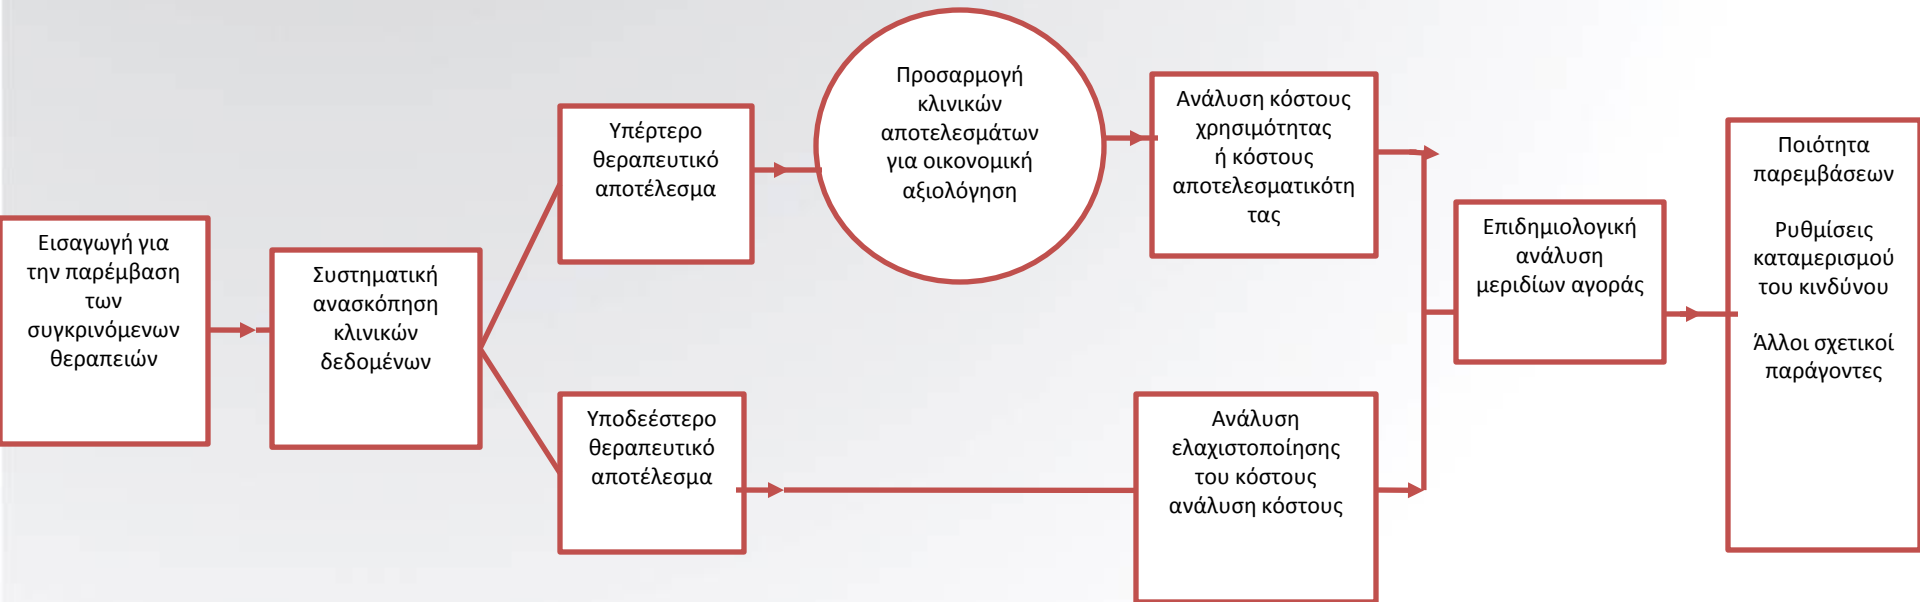 Εισαγωγή για
την παρέμβαση
των
συγκρινόμενων
θεραπειών
Συστηματική
ανασκόπηση
κλινικών
δεδομένων
Υπέρτερο
θεραπευτικό
αποτέλεσμα
Υποδεέστερο
θεραπευτικό
αποτέλεσμα
Προσαρμογή
κλινικών
αποτελεσμάτων
για οικονομική
αξιολόγηση
Ανάλυση κόστους
χρησιμότητας
ή κόστους
αποτελεσματικότη
τας
Ανάλυση
ελαχιστοποίησης
του κόστους
ανάλυση κόστους
Επιδημιολογική
ανάλυση
μεριδίων αγοράς
Ποιότητα
παρεμβάσεων
Ρυθμίσεις
καταμερισμού
του κινδύνου
Άλλοι σχετικοί
παράγοντες